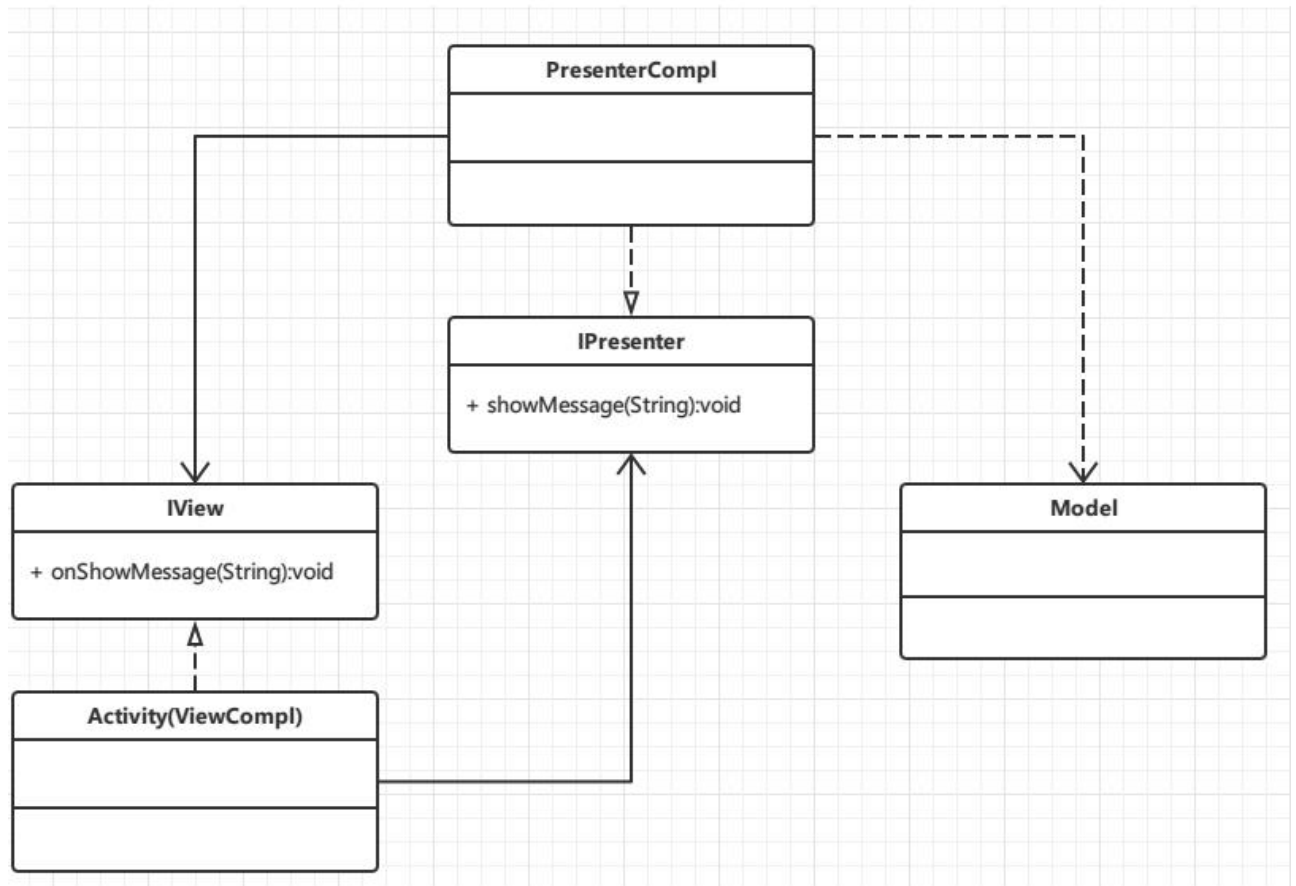 PresenterCompl
IPresenter
+ showMessage(String):void
IView
+ onShowMessage(String):void
Model
Activity(ViewCompl)